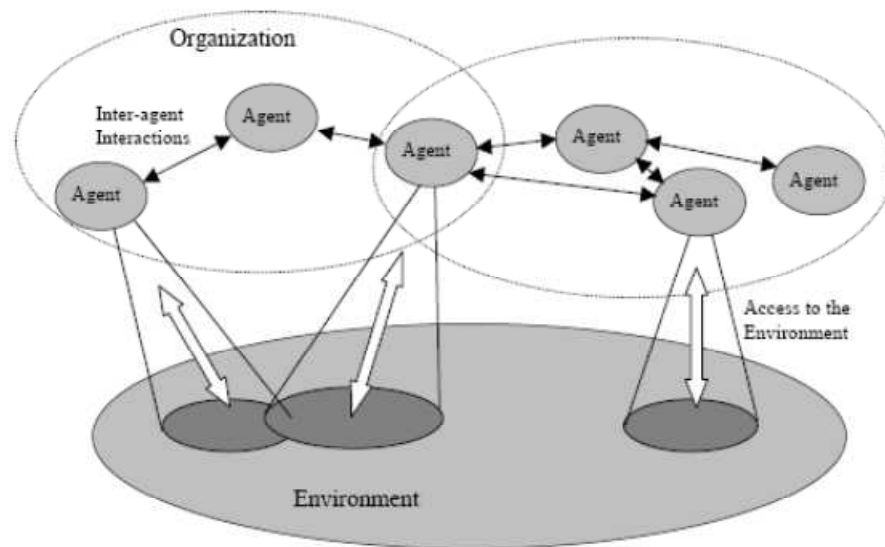 Organization
Inter-agent
Interactions
Agent
Agent
Agent
Agent
Agent
Agent
Access to the
Environment
Environment